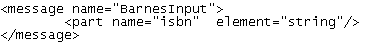 <message name="BarnesInput">
        <part name="isbn"  element="string"/>
</message>